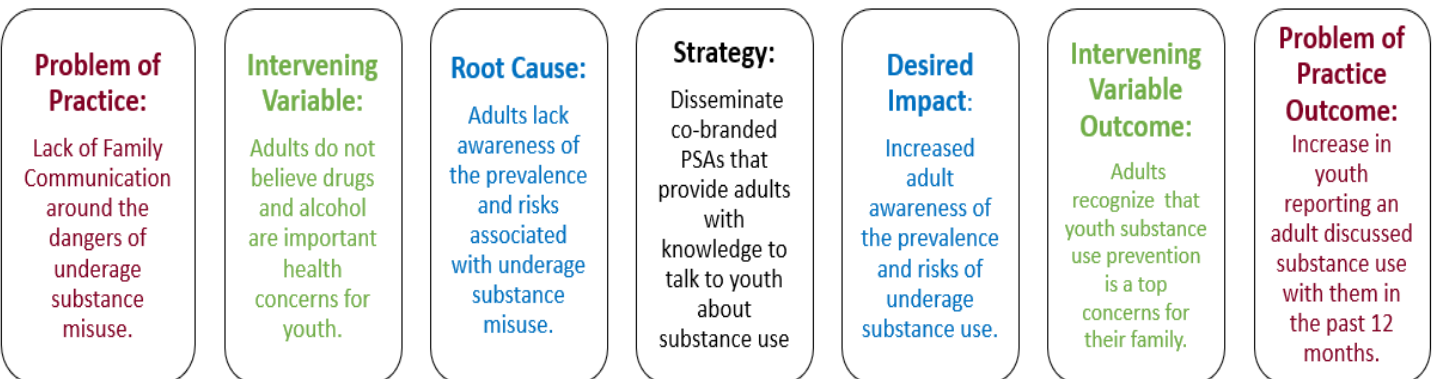 Problem of
Practice:
Lack of Family
Communication
around the
dangers of
underage
substance
misuse.
Intervening
Variable:
Adults do not
believe drugs
and alcohol
are important
health
concerns for
youth.
Root Cause:
Adults lack
awareness of
the prevalence
and risks
associated
with underage
substance
misuse.
Strategy:
Disseminate
co-branded
PSAs that
provide adults
with
knowledge to
talk to youth
about
substance use
Desired
Impact:
Increased
adult
awareness of
the prevalence
and risks of
underage
substance use.
Intervening
Variable
Outcome:
Adults
recognize that
youth substance
use prevention
is a top
concerns for
their family.
Problem of
Practice
Outcome:
Increase in
youth
reporting an
adult discussed
substance use
with them in
the past 12
months.